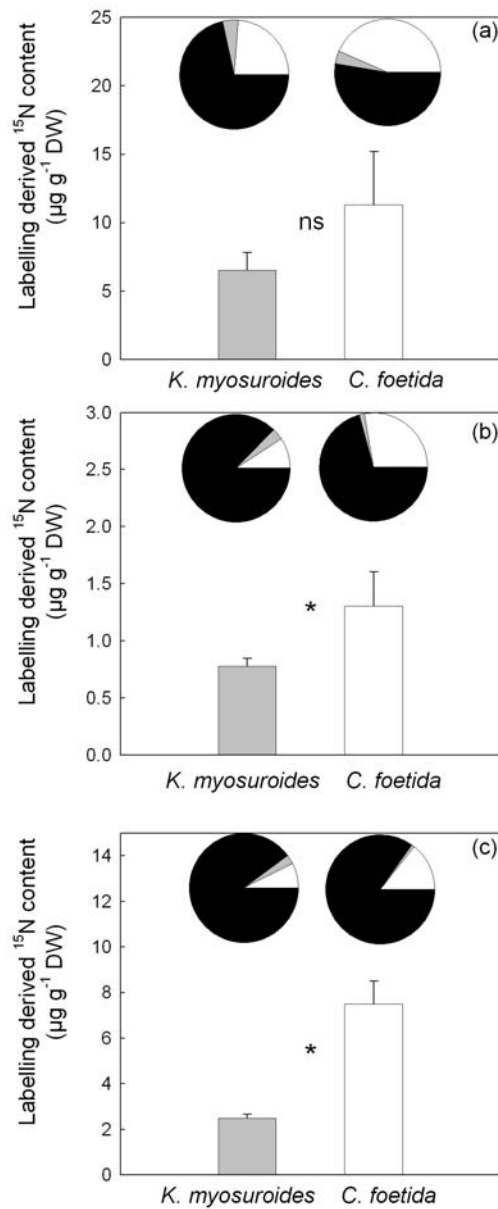 (a)
Labelling derived ¹⁵N content
(µg g⁻¹ DW)
25
20
15
10
5
0
ns
K. myosuroides C. foetida
(b)
Labelling derived ¹⁵N content
(µg g⁻¹ DW)
3.0
2.5
2.0
1.5
1.0
0.5
0.0
*
K. myosuroides C. foetida
(c)
Labelling derived ¹⁵N content
(µg g⁻¹ DW)
14
12
10
8
6
4
2
0
*
K. myosuroides C. foetida